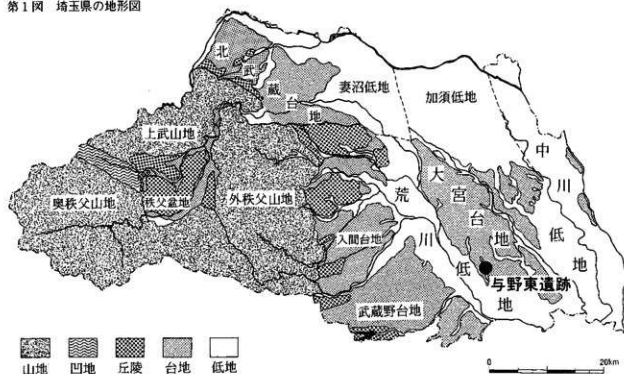 第1図 埼玉県の地形図
北武蔵台地
妻沼低地
加須低地
中川低地
上武山地
大宮台地
荒川低地
奥秩父山地
秩父盆地
外秩父山地
入間台地
与野東遺跡
武蔵野台地
山地 凹地 丘陵 台地 低地
0 20km